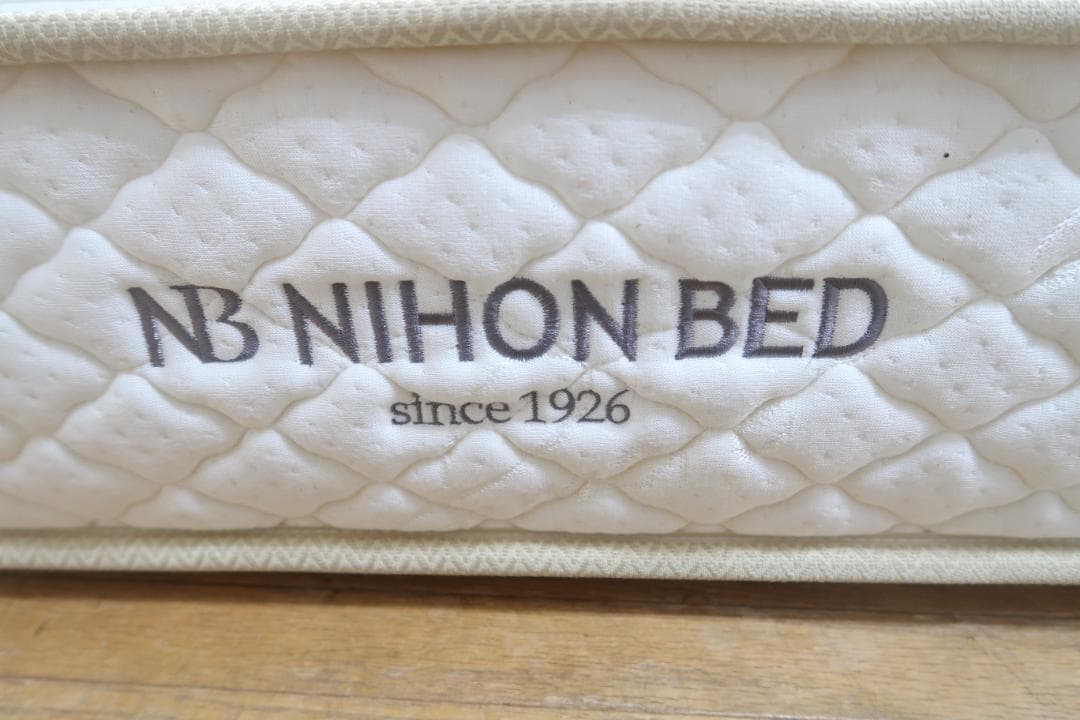 NB NIHON BED
since 1926